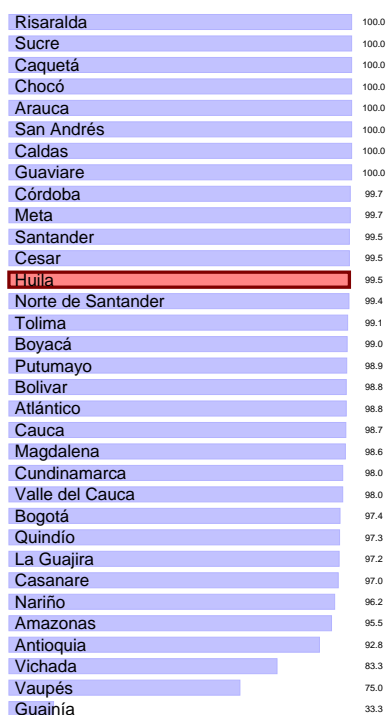 Risaralda 100.0
Sucre 100.0
Caquetá 100.0
Chocó 100.0
Arauca 100.0
San Andrés 100.0
Caldas 100.0
Guaviare 100.0
Córdoba 99.7
Meta 99.7
Santander 99.5
Cesar 99.5
Huila 99.5
Norte de Santander 99.4
Tolima 99.1
Boyacá 99.0
Putumayo 98.9
Bolivar 98.8
Atlántico 98.8
Cauca 98.7
Magdalena 98.6
Cundinamarca 98.0
Valle del Cauca 98.0
Bogotá 97.4
Quindío 97.3
La Guajira 97.2
Casanare 97.0
Nariño 96.2
Amazonas 95.5
Antioquia 92.8
Vichada 83.3
Vaupés 75.0
Guainía 33.3